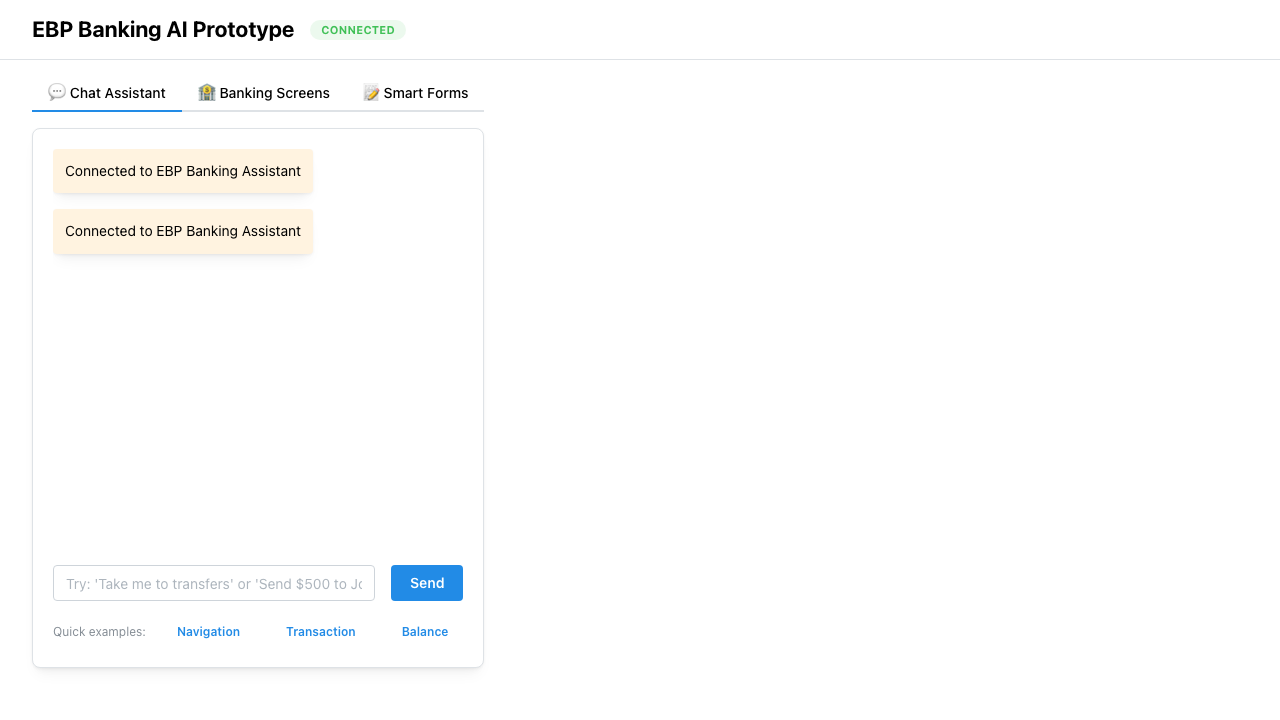 EBP Banking AI Prototype
CONNECTED
💬 Chat Assistant
🏦 Banking Screens
📝 Smart Forms
Connected to EBP Banking Assistant
Connected to EBP Banking Assistant
Try: 'Take me to transfers' or 'Send $500 to Jo
Send
Quick examples:
Navigation
Transaction
Balance